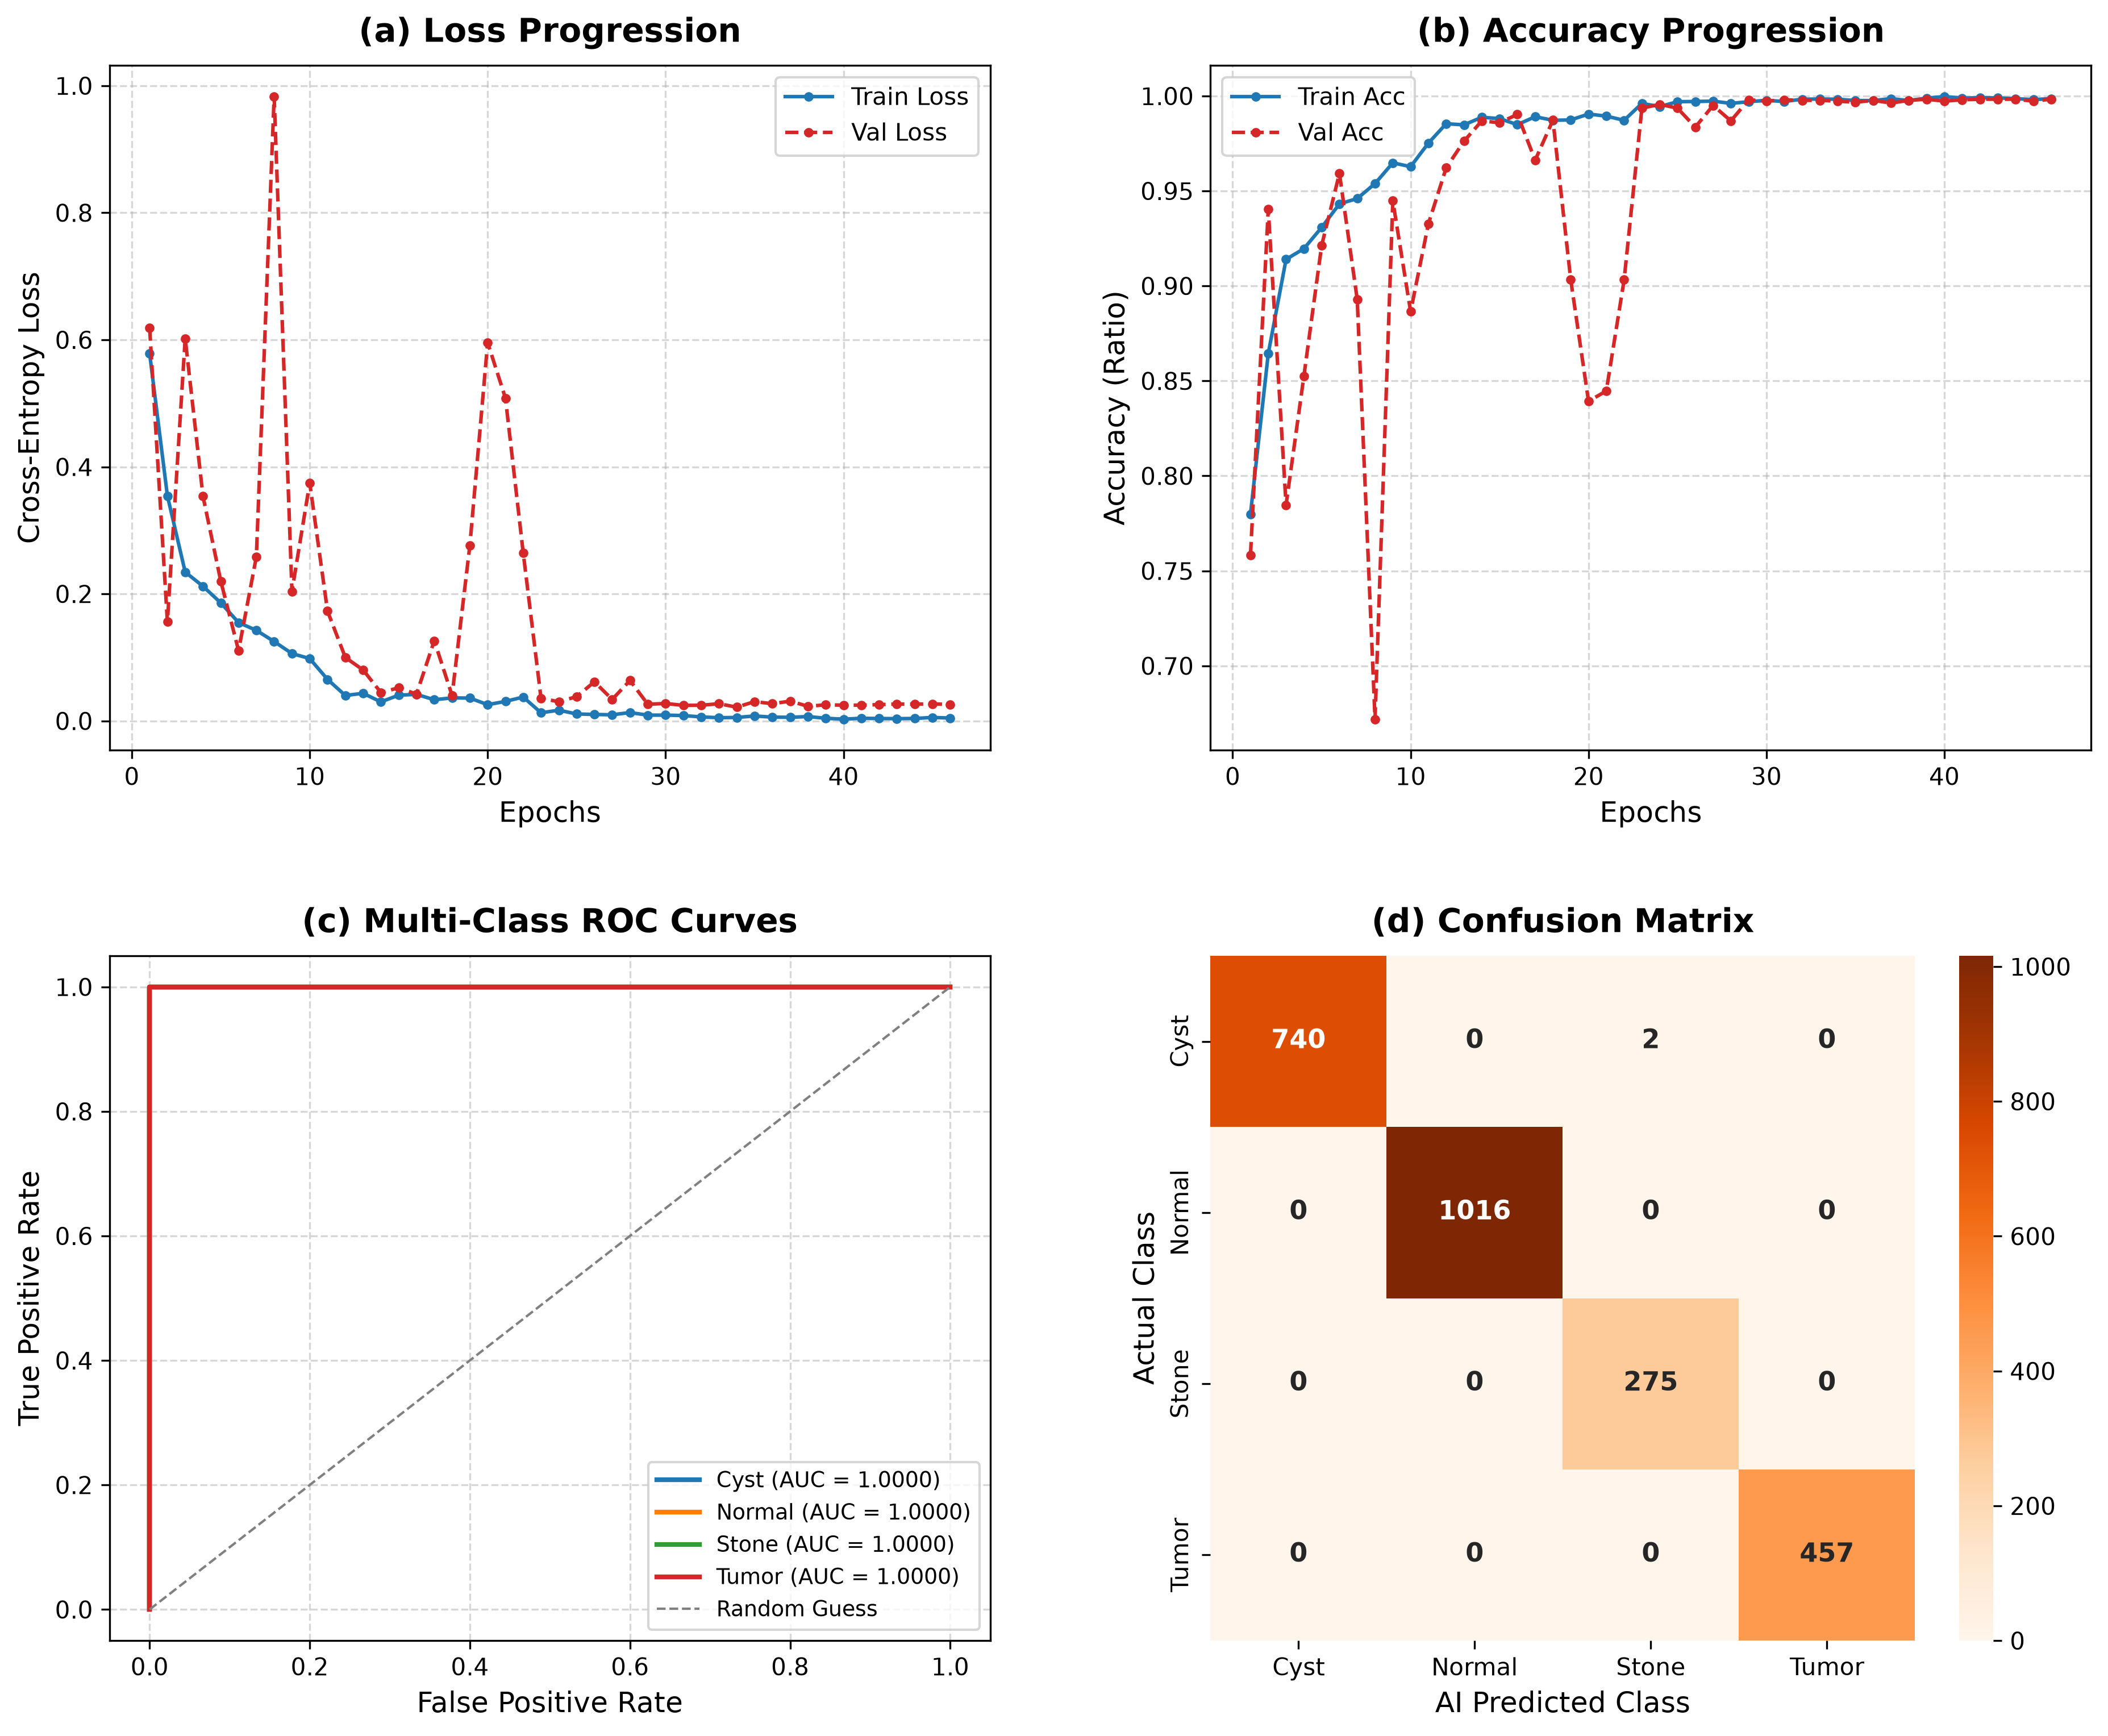 (a) Loss Progression
1.0
0.8
0.6
0.4
0.2
0.0
Cross-Entropy Loss
Train Loss
Val Loss
0 10 20 30 40
Epochs
(b) Accuracy Progression
1.00
0.95
0.90
0.85
0.80
0.75
0.70
Accuracy (Ratio)
Train Acc
Val Acc
0 10 20 30 40
Epochs
(c) Multi-Class ROC Curves
1.0
0.8
0.6
0.4
0.2
0.0
True Positive Rate
Cyst (AUC = 1.0000)
Normal (AUC = 1.0000)
Stone (AUC = 1.0000)
Tumor (AUC = 1.0000)
Random Guess
0.0 0.2 0.4 0.6 0.8 1.0
False Positive Rate
(d) Confusion Matrix
Actual Class
Cyst 740 0 2 0
Normal 0 1016 0 0
Stone 0 0 275 0
Tumor 0 0 0 457
Cyst Normal Stone Tumor
AI Predicted Class
1000
800
600
400
200
0